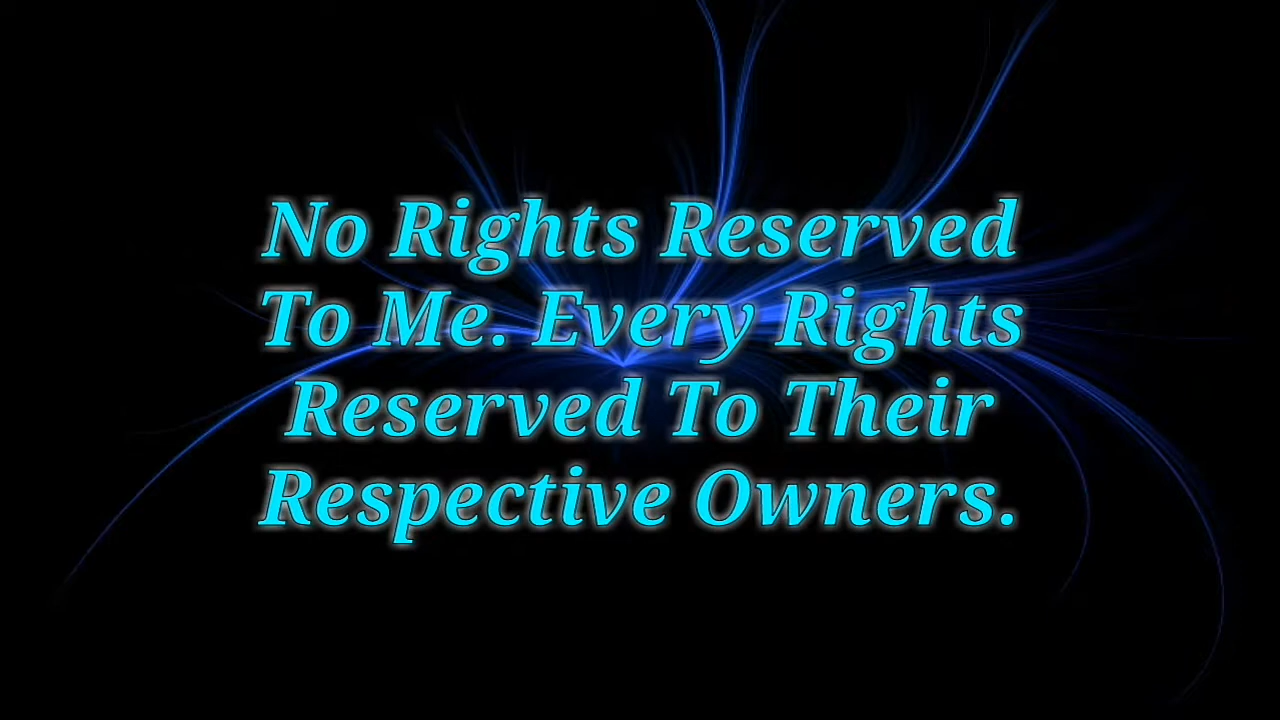 No Rights Reserved
To Me. Every Rights
Reserved To Their
Respective Owners.